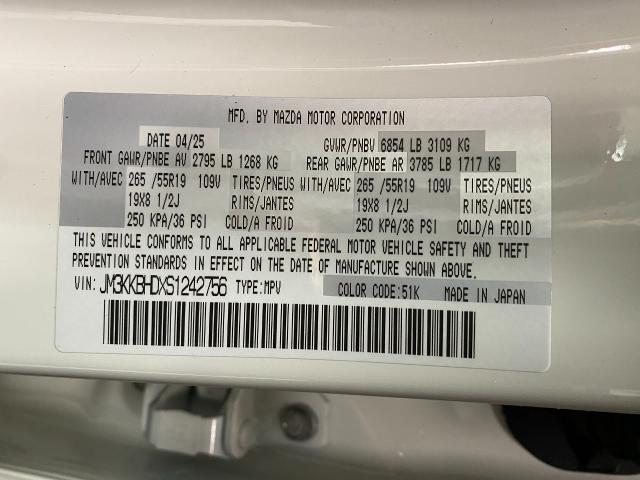 MFD. BY MAZDA MOTOR CORPORATION
DATE 04/25 GVWR/PNBV 6854 LB 3109 KG
FRONT GAWR/PNBE AV 2795 LB 1268 KG REAR GAWR/PNBE AR 3785 LB 1717 KG
WITH/AVEC 265 /55R19 109V TIRES/PNEUS WITH/AVEC 265 /55R19 109V TIRES/PNEUS
19X8 1/2J RIMS/JANTES 19X8 1/2J RIMS/JANTES
250 KPA/36 PSI COLD/A FROID 250 KPA/36 PSI COLD/A FROID
THIS VEHICLE CONFORMS TO ALL APPLICABLE FEDERAL MOTOR VEHICLE SAFETY AND THEFT
PREVENTION STANDARDS IN EFFECT ON THE DATE OF MANUFACTURE SHOWN ABOVE.
VIN: JM3KKBHDXS1242756 TYPE:MPV COLOR CODE:51K MADE IN JAPAN